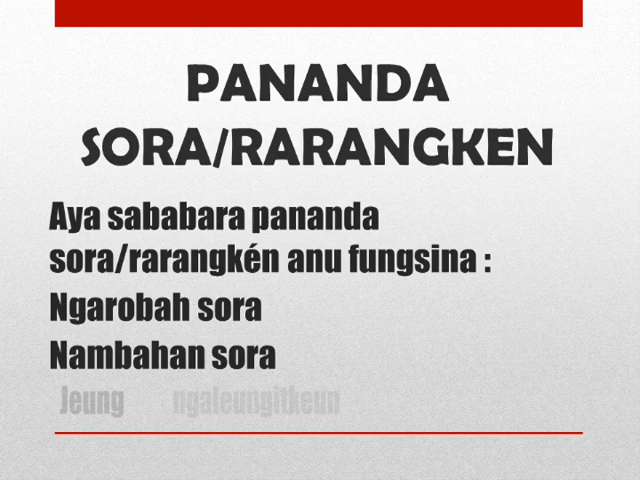 PANANDA
SORA/RARANGKEN
Aya sababara pananda
sora/rarangkén anu fungsina :
Ngarobah sora
Nambahan sora
Jeung ngaleungitkeun